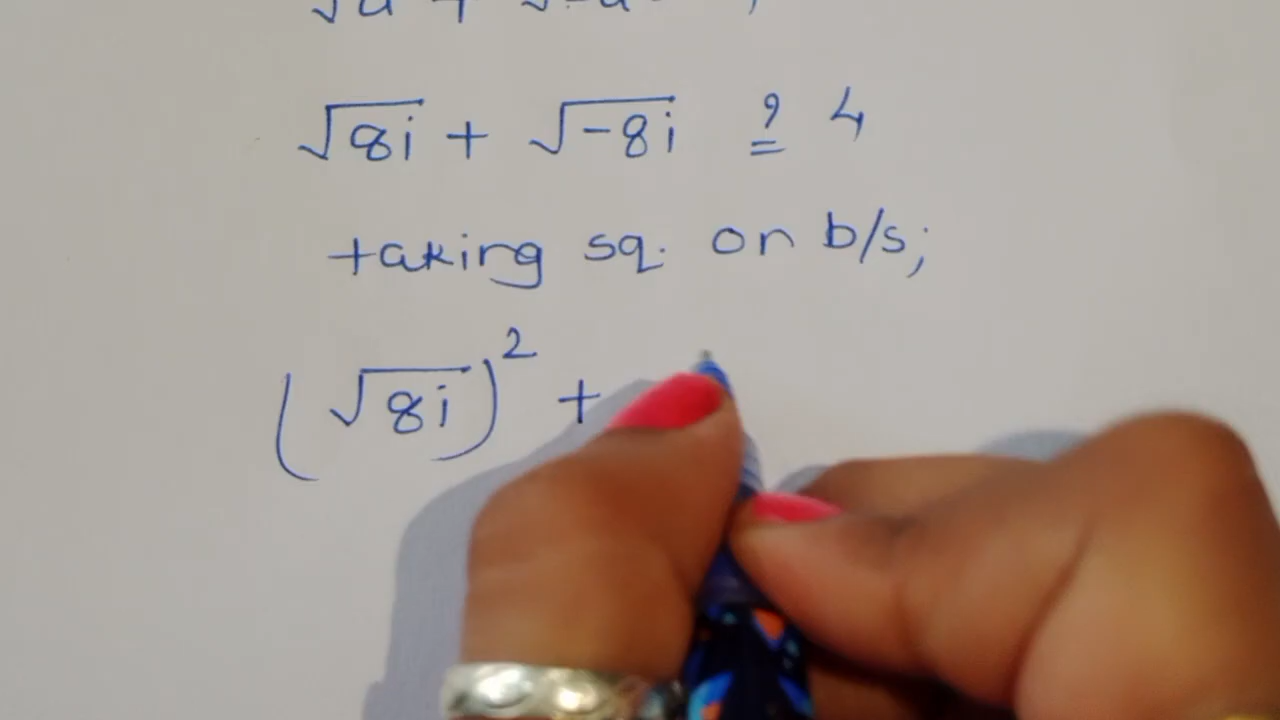 √8i + √-8i ≟ 4
taking sq. on b/s;
(√8i)² +